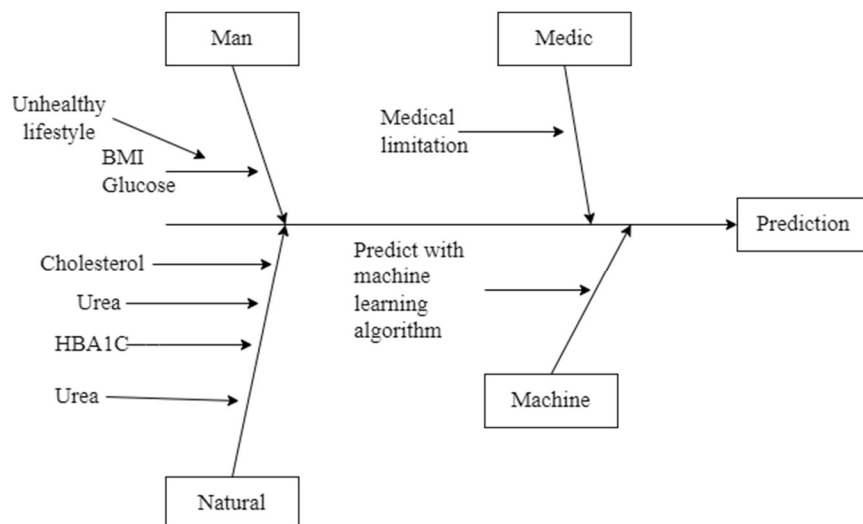 Man
Medic
Unhealthy
lifestyle
BMI
Glucose
Medical
limitation
Prediction
Cholesterol
Urea
HBA1C
Urea
Predict with
machine
learning
algorithm
Machine
Natural